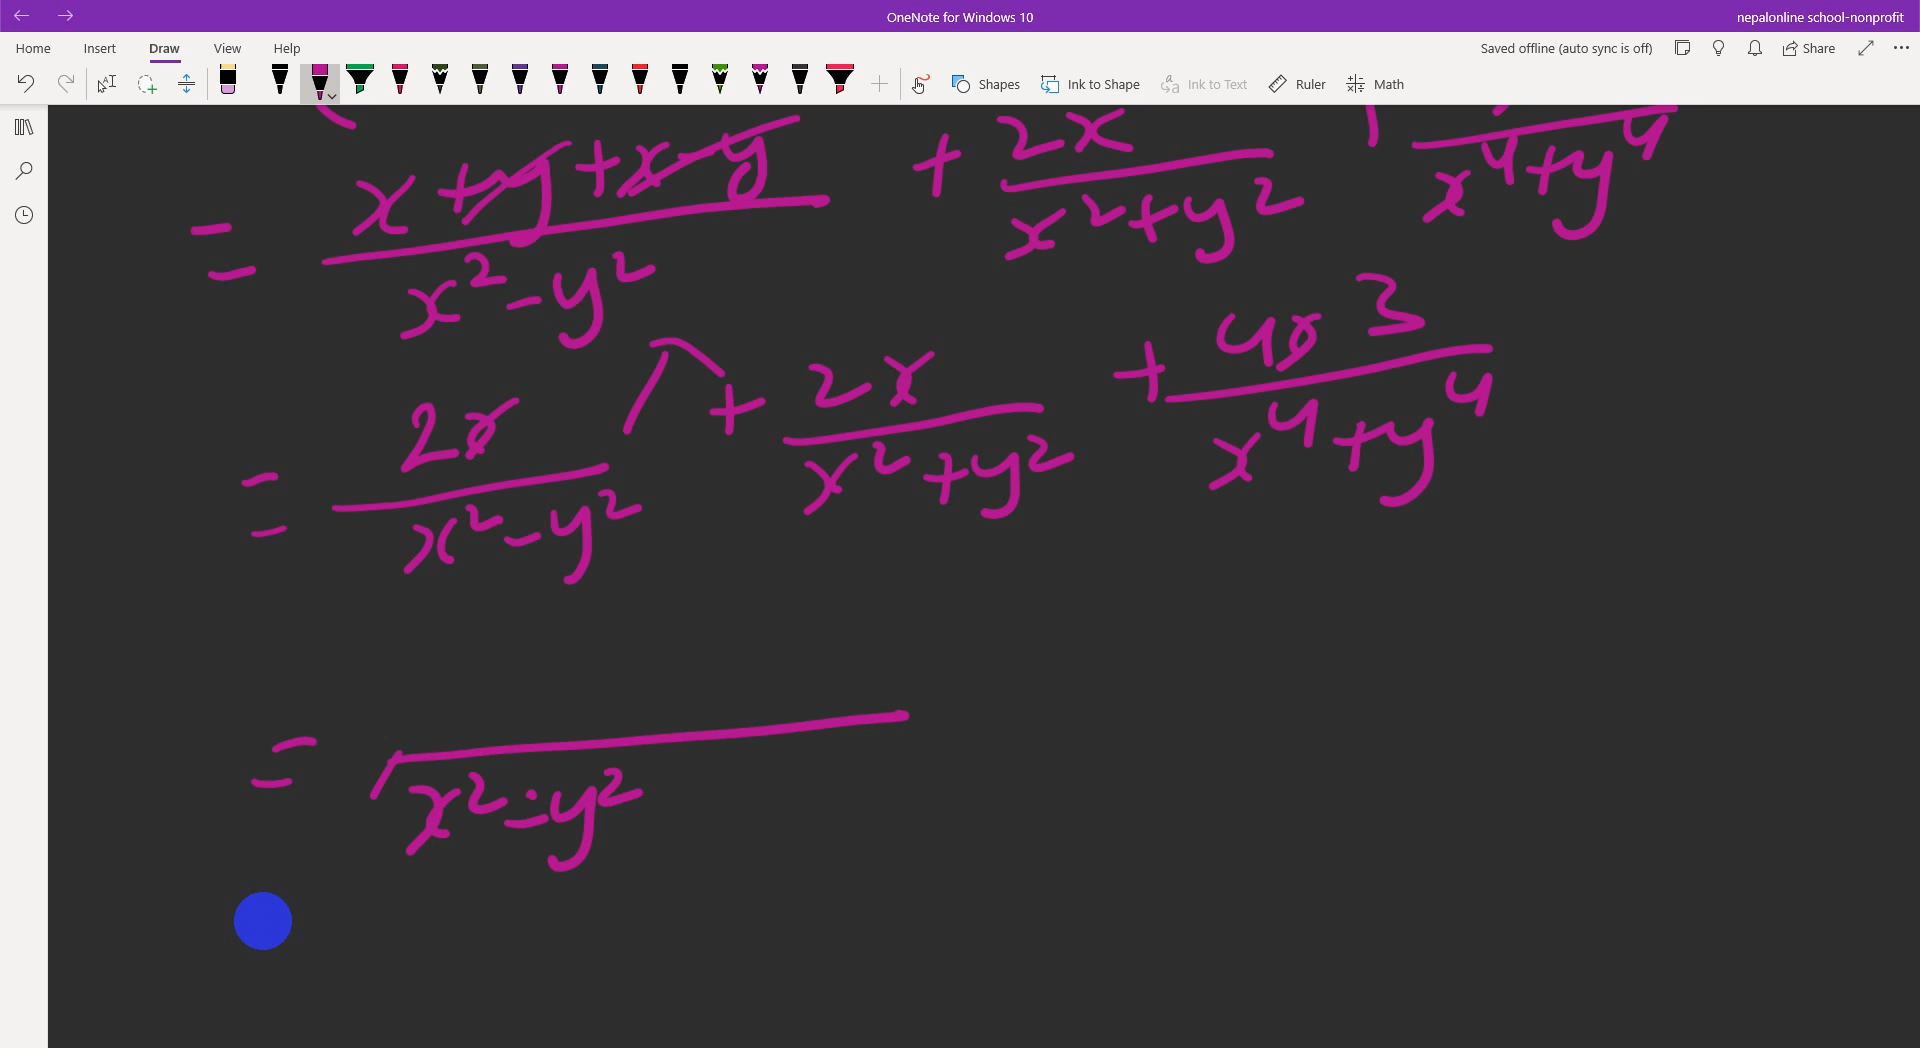 OneNote for Windows 10
nepalonline school-nonprofit
Home Insert Draw View Help
Saved offline (auto sync is off) Share
Shapes Ink to Shape Ink to Text Ruler Math
= x + y + x - y / x² - y² + 2x / x² + y² / x⁴ + y⁴
= 2x / x² - y² + 2x / x² + y² + 4x³ / x⁴ + y⁴
= / x² - y²